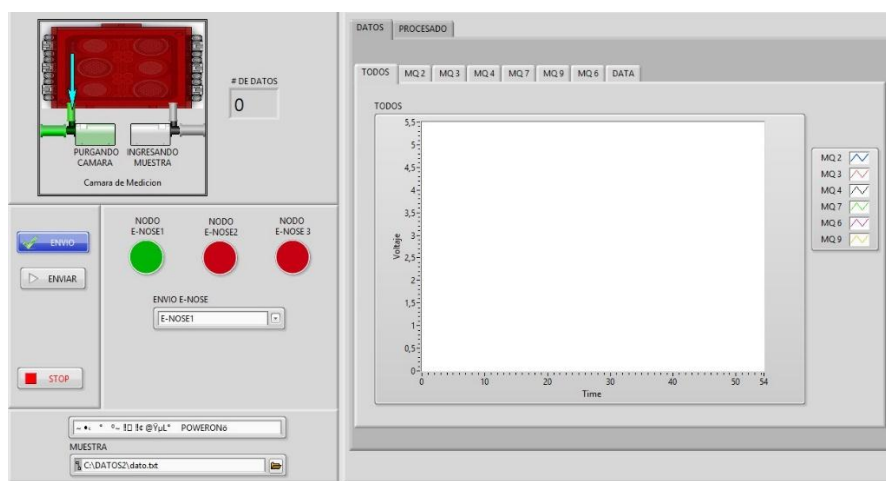 # DE DATOS
0
PURGANDO CAMARA
INGRESANDO MUESTRA
Camara de Medicion
ENVIO
ENVIAR
STOP
NODO E-NOSE1
NODO E-NOSE2
NODO E-NOSE 3
ENVIO E-NOSE
E-NOSE1
POWERONö
MUESTRA
C:\DATOS2\dato.txt
DATOS PROCESADO
TODOS MQ 2 MQ 3 MQ 4 MQ 7 MQ 9 MQ 6 DATA
TODOS
5,5
5
4,5
4
3,5
3
2,5
2
1,5
1
0,5
0
Voltaje
0 10 20 30 40 50 54
Time
MQ 2
MQ 3
MQ 4
MQ 7
MQ 6
MQ 9